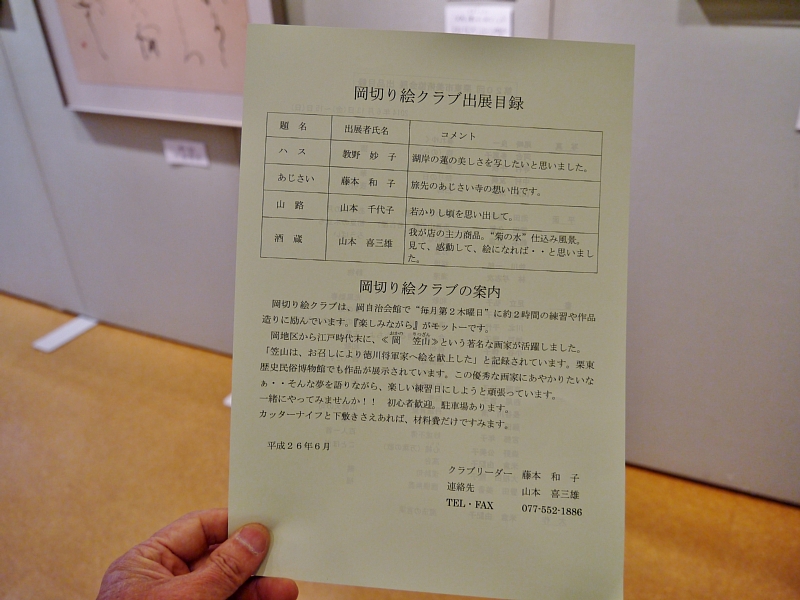 岡切り絵クラブ出展目録
題 名 出展者氏名 コメント
ハ ス 教野 妙 子 湖岸の蓮の美しさを写したいと思いました。
あじさい 藤本 和 子 旅先のあじさい寺の想い出です。
山 路 山本 千代子 若かりし頃を思い出して。
酒 蔵 山本 喜三雄 我が店の主力商品。“菊の水”仕込み風景。
見て、感動して、絵になれば・・と思いまし
た。
岡切り絵クラブの案内
岡切り絵クラブは、岡自治会館で“毎月第2木曜日”に約2時間の練習や作品
造りに励んでいます。『楽しみながら』がモットーです。
岡地区から江戸時代末に、≪岡 笠山≫という著名な画家が活躍しました。
「笠山は、お召しにより徳川将軍家へ絵を献上した」と記録されています。栗東
歴史民俗博物館でも作品が展示されています。この優秀な画家にあやかりたいな
ぁ・・そんな夢を語りながら、楽しい練習日にしようと頑張っています。
一緒にやってみませんか!! 初心者歓迎。駐車場あります。
カッターナイフと下敷きさえあれば、材料費だけですみます。
平成26年6月
クラブリーダー 藤本 和 子
連絡先 山本 喜三雄
TEL・FAX 077-552-1886